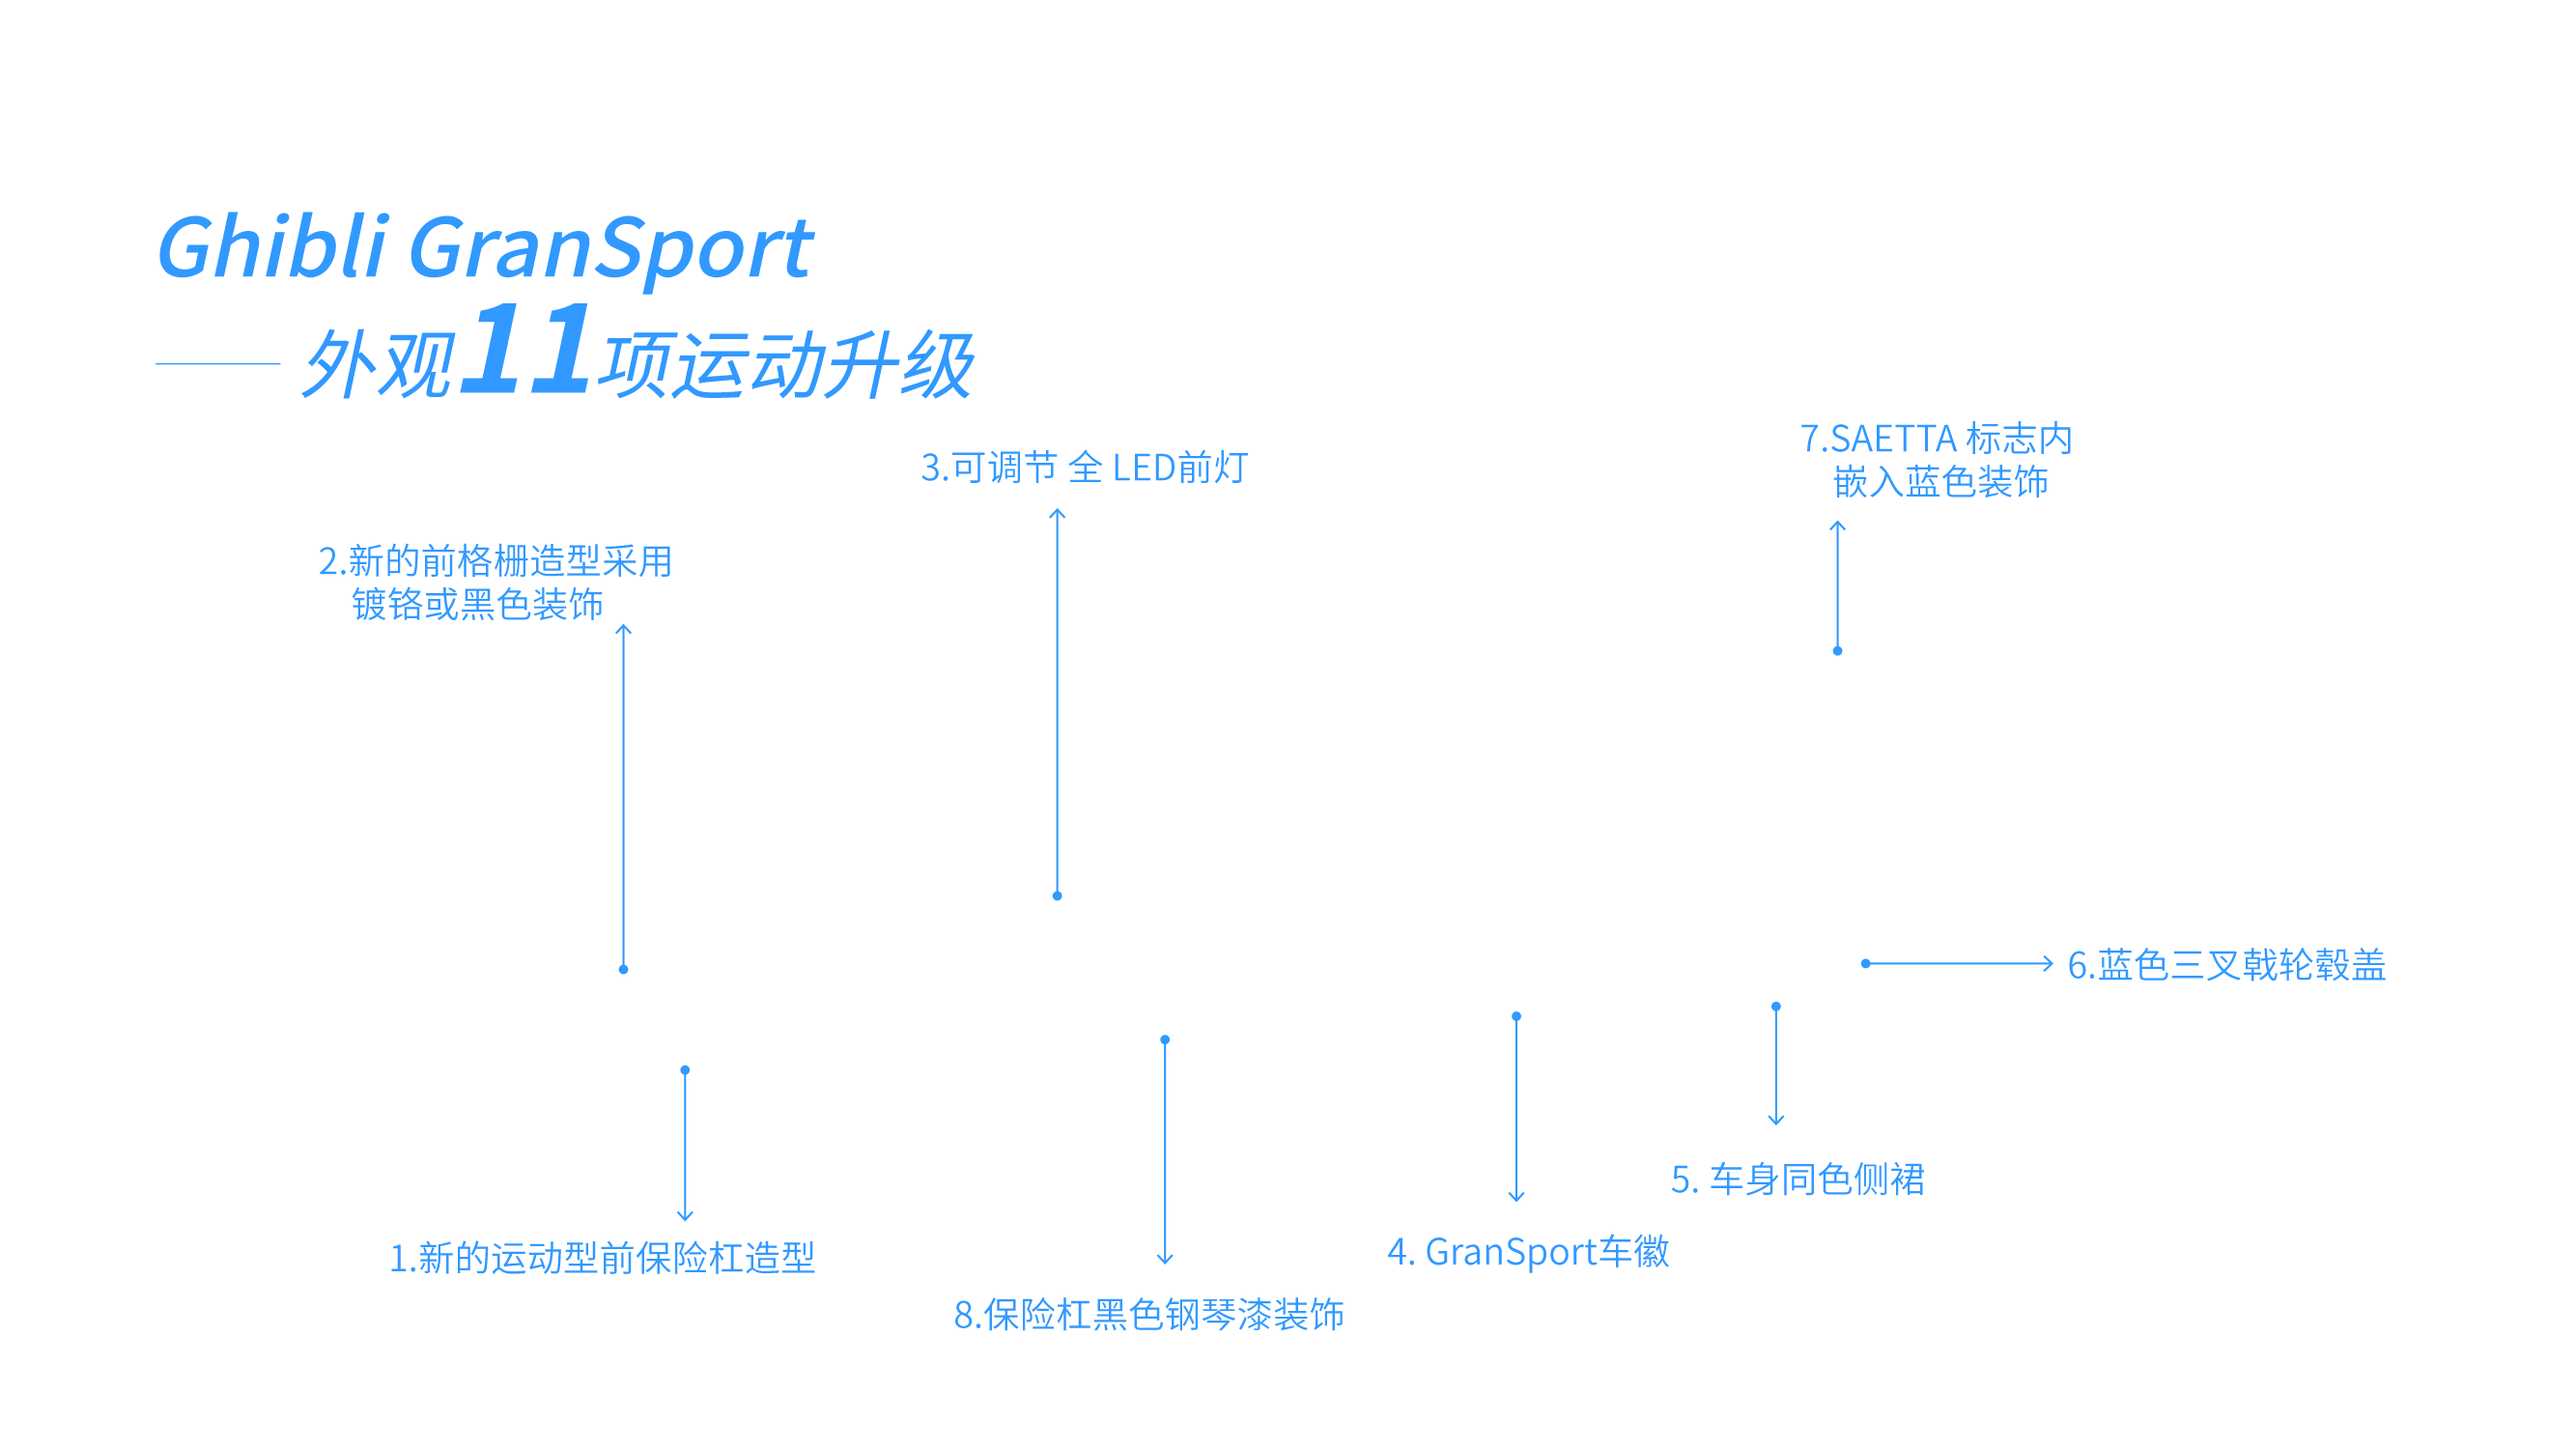 Ghibli GranSport
外观11项运动升级
7.SAETTA 标志内
嵌入蓝色装饰
3.可调节 全 LED前灯
2.新的前格栅造型采用
镀铬或黑色装饰
6.蓝色三叉戟轮毂盖
5. 车身同色侧裙
4. GranSport车徽
1.新的运动型前保险杠造型
8.保险杠黑色钢琴漆装饰